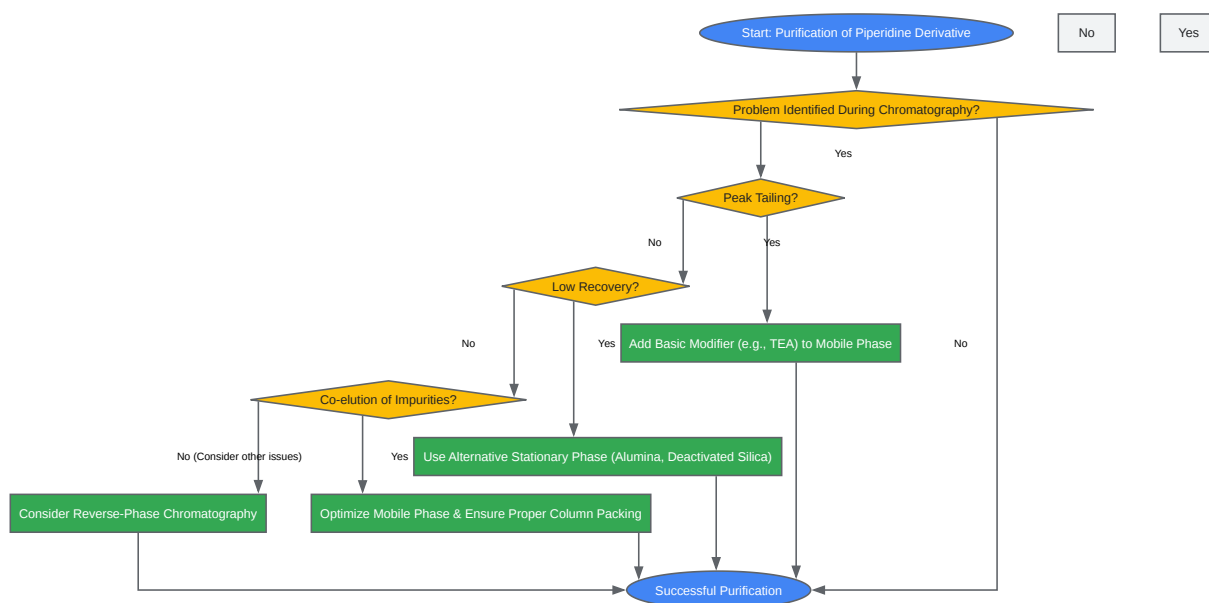 Start: Purification of Piperidine Derivative
No
Yes
Problem Identified During Chromatography?
Yes
Peak Tailing?
No
Yes
Low Recovery?
No
Yes
Add Basic Modifier (e.g., TEA) to Mobile Phase
No
Co-elution of Impurities?
No (Consider other issues)
Yes
Use Alternative Stationary Phase (Alumina, Deactivated Silica)
Consider Reverse-Phase Chromatography
Optimize Mobile Phase & Ensure Proper Column Packing
Successful Purification